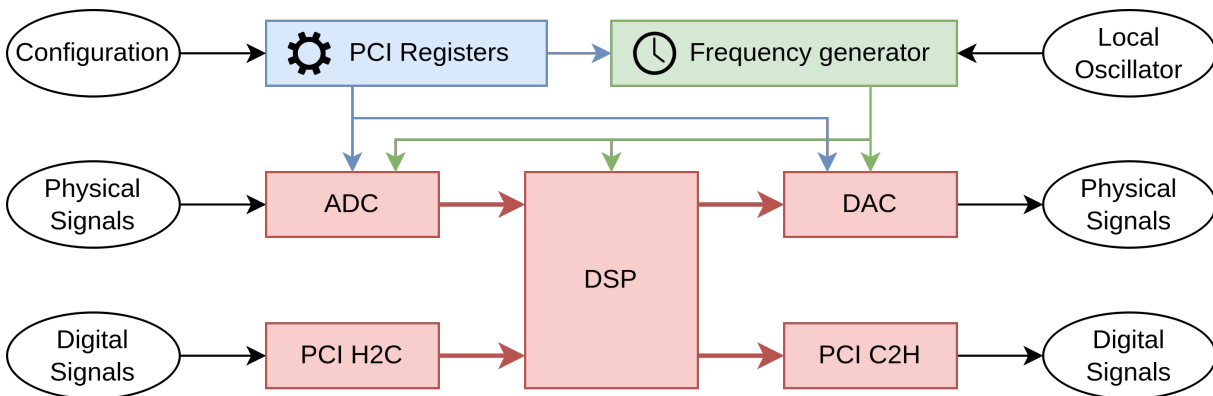 Configuration
PCI Registers
Frequency generator
Local
Oscillator
Physical
Signals
ADC
DAC
Physical
Signals
DSP
Digital
Signals
PCI H2C
PCI C2H
Digital
Signals